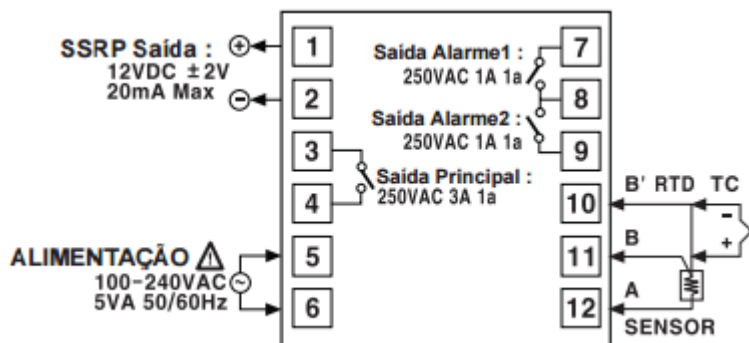 SSRP Saída :
12VDC ±2V
20mA Max
1
2
3
4
Saída Principal :
250VAC 3A 1a
ALIMENTAÇÃO
100-240VAC
5VA 50/60Hz
5
6
Saída Alarme1 :
250VAC 1A 1a
7
8
Saída Alarme2 :
250VAC 1A 1a
9
10
B' RTD TC
- 
+
11
B
12
A
SENSOR